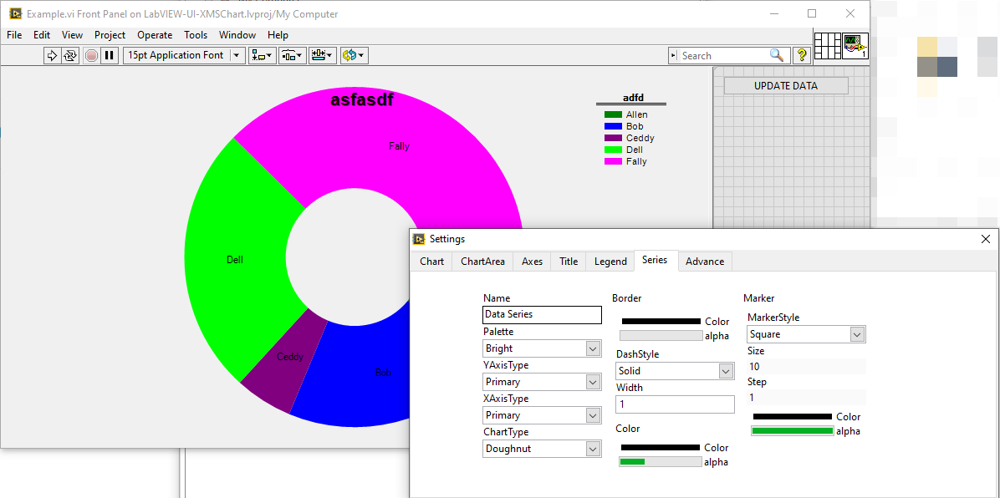 Example.vi Front Panel on LabVIEW-UI-XMSChart.lvproj/My Computer
File Edit View Project Operate Tools Window Help
15pt Application Font
Search
?
1
UPDATE DATA
asfasdf
Fally
Dell
Ceddy
Bob
adfd
Allen
Bob
Ceddy
Dell
Fally
Settings
Chart ChartArea Axes Title Legend Series Advance
Name
Data Series
Palette
Bright
YAxisType
Primary
XAxisType
Primary
ChartType
Doughnut
Border
Color
alpha
DashStyle
Solid
Width
1
Color
Color
alpha
Marker
MarkerStyle
Square
Size
10
Step
1
Color
alpha